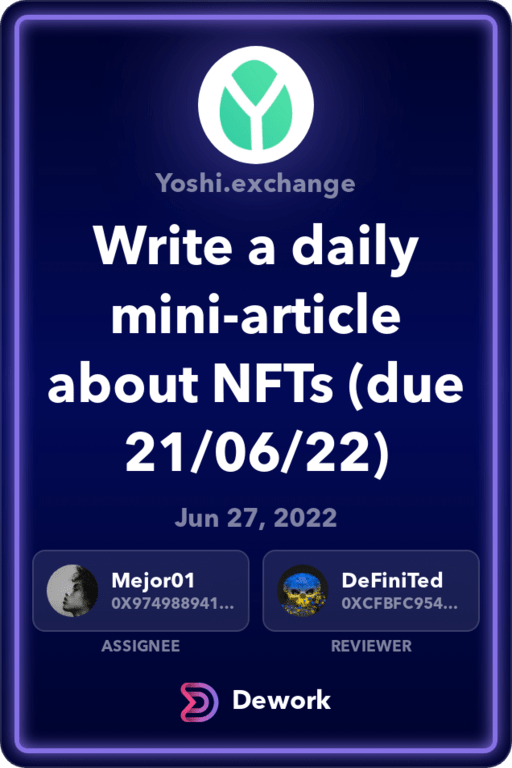 Yoshi.exchange
Write a daily
mini-article
about NFTs (due
21/06/22)
Jun 27, 2022
Mejor01
0X974988941...
ASSIGNEE
DeFiniTed
0XCFBFC954...
REVIEWER
Dework